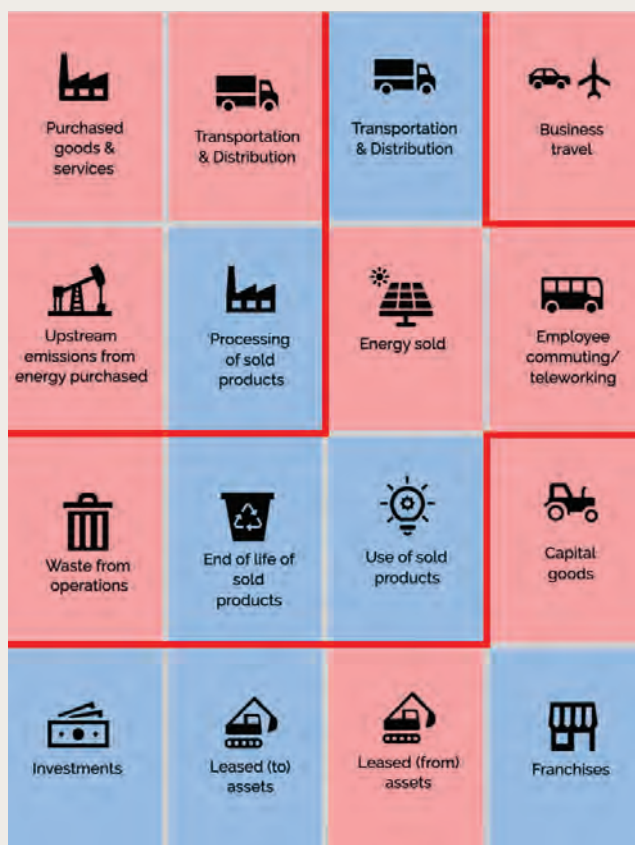 Purchased
goods &
services
Transportation
& Distribution
Transportation
& Distribution
Business
travel
Upstream
emissions from
energy purchased
Processing
of sold
products
Energy sold
Employee
commuting/
teleworking
Waste from
operations
End of life of
sold
products
Use of sold
products
Capital
goods
Investments
Leased (to)
assets
Leased (from)
assets
Franchises